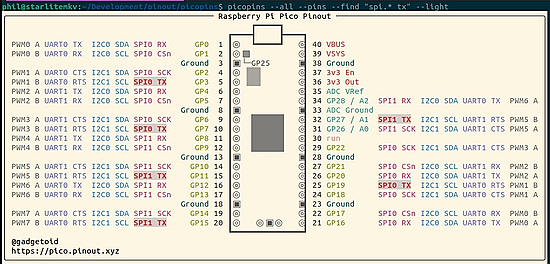 phil@starlitemkv:~/Development/pinout/picopins$ picopins --all --pins --find "spi.* tx" --light
Raspberry Pi Pico Pinout
PWM0 A UART0 TX I2C0 SDA SPI0 RX GP0 1 40 VBUS
PWM0 B UART0 RX I2C0 SCL SPI0 CSn GP1 2 39 VSYS
Ground 3 GP25 38 Ground
PWM1 A UART0 CTS I2C1 SDA SPI0 SCK GP2 4 37 3v3 En
PWM1 B UART0 RTS I2C1 SCL SPI0 TX GP3 5 36 3v3 Out
PWM2 A UART1 TX I2C0 SDA SPI0 RX GP4 6 35 ADC VRef
PWM2 B UART1 RX I2C0 SCL SPI0 CSn GP5 7 34 GP28 / A2 SPI1 RX I2C0 SDA UART0 TX PWM6 A
Ground 8 33 ADC Ground
PWM3 A UART1 CTS I2C1 SDA SPI0 SCK GP6 9 32 GP27 / A1 SPI1 TX I2C1 SCL UART1 RTS PWM5 B
PWM3 B UART1 RTS I2C1 SCL SPI0 TX GP7 10 31 GP26 / A0 SPI1 SCK I2C1 SDA UART1 CTS PWM5 A
PWM4 A UART1 TX I2C0 SDA SPI1 RX GP8 11 30 run
PWM4 B UART1 RX I2C0 SCL SPI1 CSn GP9 12 29 GP22 SPI0 SCK I2C1 SDA UART1 CTS PWM3 A
Ground 13 28 Ground
PWM5 A UART1 CTS I2C1 SDA SPI1 SCK GP10 14 27 GP21 SPI0 CSn I2C0 SCL UART1 RX PWM2 B
PWM5 B UART1 RTS I2C1 SCL SPI1 TX GP11 15 26 GP20 SPI0 RX I2C0 SDA UART1 TX PWM2 A
PWM6 A UART0 TX I2C0 SDA SPI1 RX GP12 16 25 GP19 SPI0 TX I2C1 SCL UART0 RTS PWM1 B
PWM6 B UART0 RX I2C0 SCL SPI1 CSn GP13 17 24 GP18 SPI0 SCK I2C1 SDA UART0 CTS PWM1 A
Ground 18 23 Ground
PWM7 A UART0 CTS I2C1 SDA SPI1 SCK GP14 19 22 GP17 SPI0 CSn I2C0 SCL UART0 RX PWM0 B
PWM7 B UART0 RTS I2C1 SCL SPI1 TX GP15 20 21 GP16 SPI0 RX I2C0 SDA UART0 TX PWM0 A
@gadgetoid
https://pico.pinout.xyz